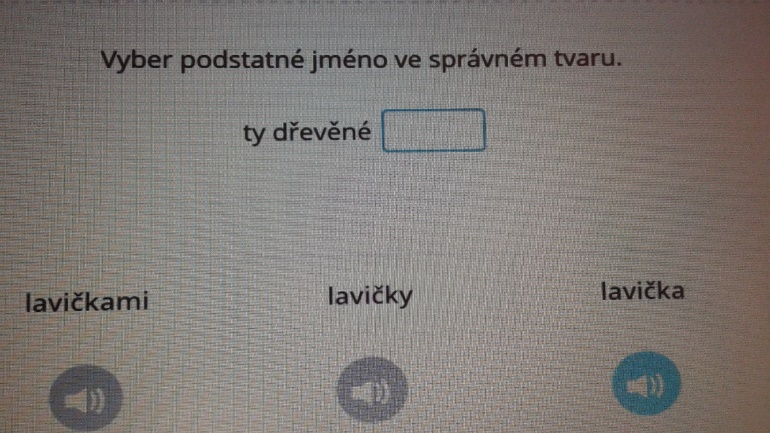 Vyber podstatné jméno ve správném tvaru.
ty dřevěné
lavičkami lavičky lavička